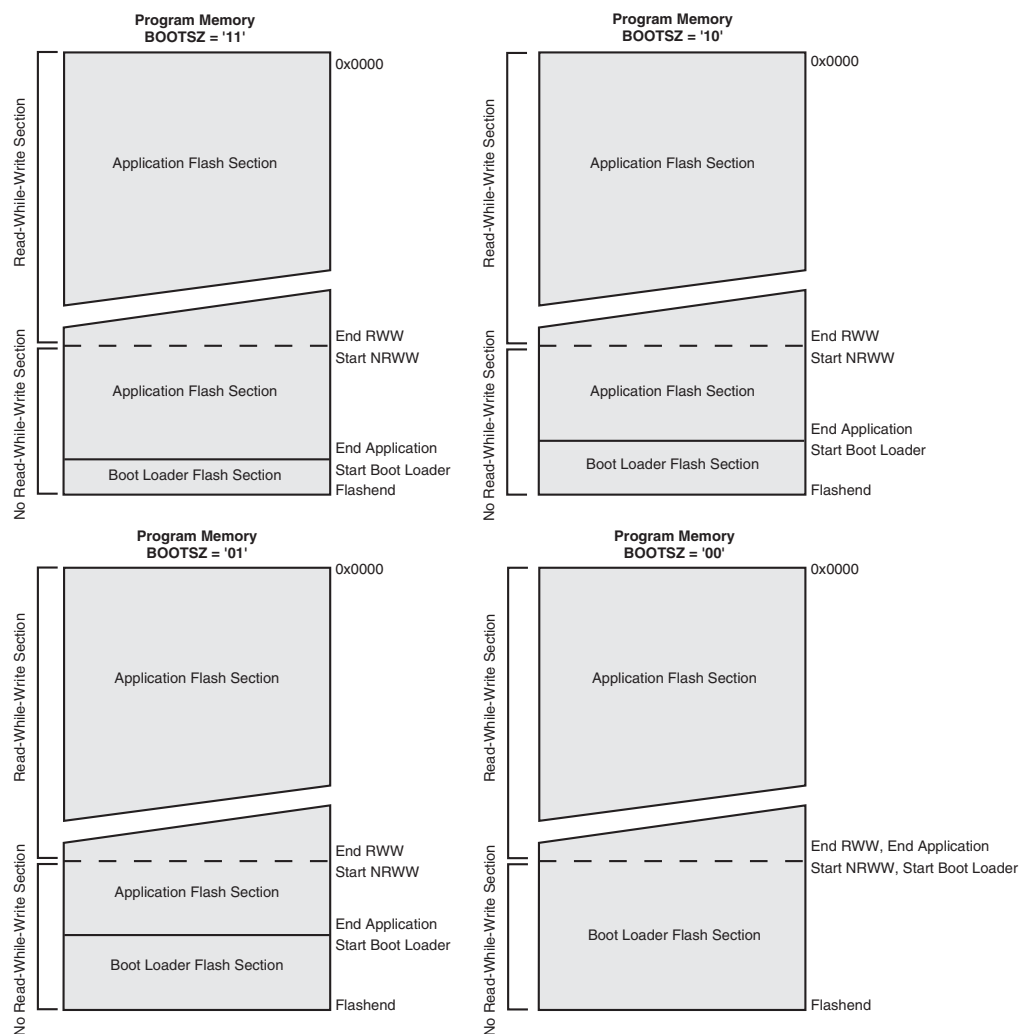 Program Memory
BOOTSZ = '11'
0x0000
Read-While-Write Section
Application Flash Section
End RWW
Start NRWW
No Read-While-Write Section
Application Flash Section
End Application
Start Boot Loader
Boot Loader Flash Section
Flashend
Program Memory
BOOTSZ = '10'
0x0000
Read-While-Write Section
Application Flash Section
End RWW
Start NRWW
No Read-While-Write Section
Application Flash Section
End Application
Start Boot Loader
Boot Loader Flash Section
Flashend
Program Memory
BOOTSZ = '01'
0x0000
Read-While-Write Section
Application Flash Section
End RWW
Start NRWW
No Read-While-Write Section
Application Flash Section
End Application
Start Boot Loader
Boot Loader Flash Section
Flashend
Program Memory
BOOTSZ = '00'
0x0000
Read-While-Write Section
Application Flash Section
End RWW, End Application
Start NRWW, Start Boot Loader
No Read-While-Write Section
Boot Loader Flash Section
Flashend